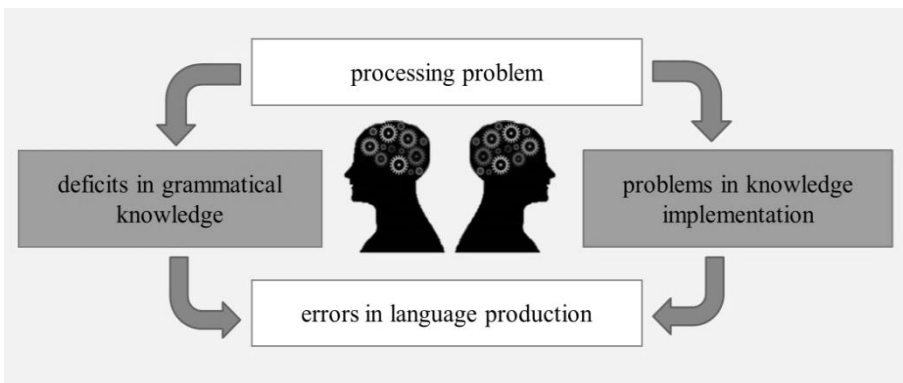 processing problem
deficits in grammatical
knowledge
problems in knowledge
implementation
errors in language production